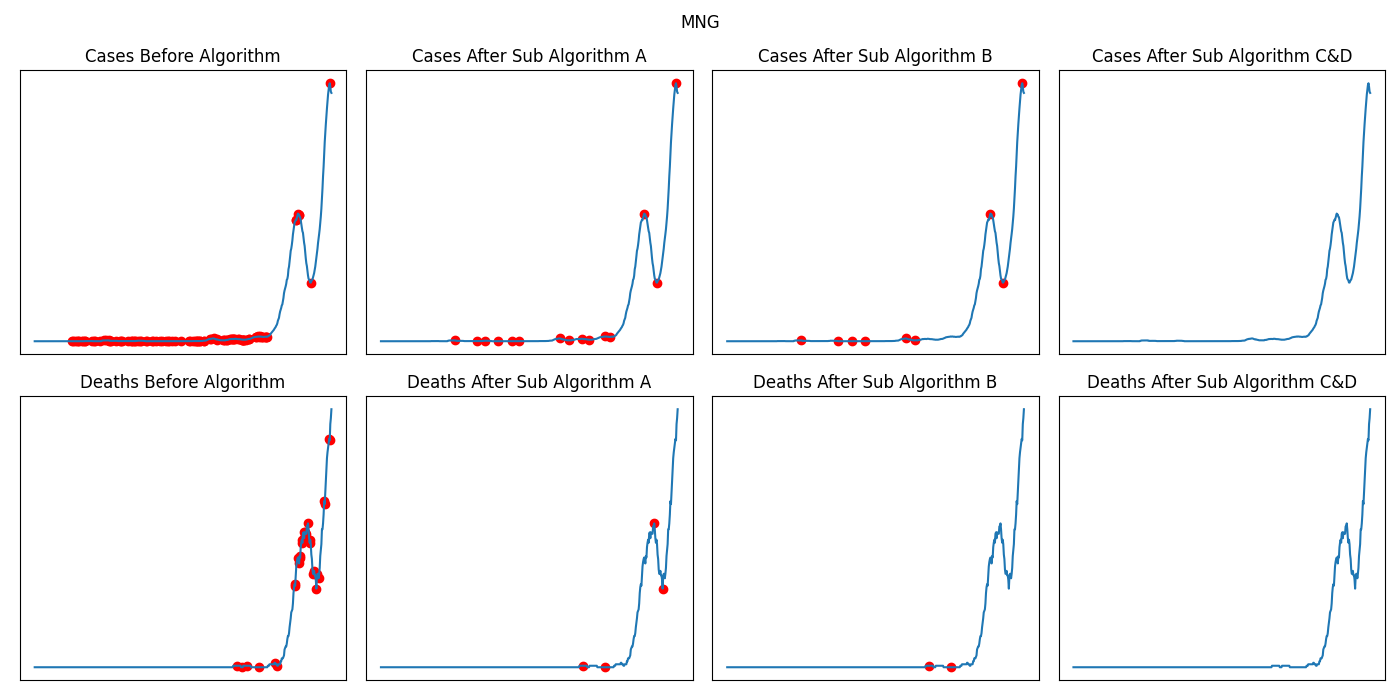 MNG
Cases Before Algorithm
Cases After Sub Algorithm A
Cases After Sub Algorithm B
Cases After Sub Algorithm C&D
Deaths Before Algorithm
Deaths After Sub Algorithm A
Deaths After Sub Algorithm B
Deaths After Sub Algorithm C&D